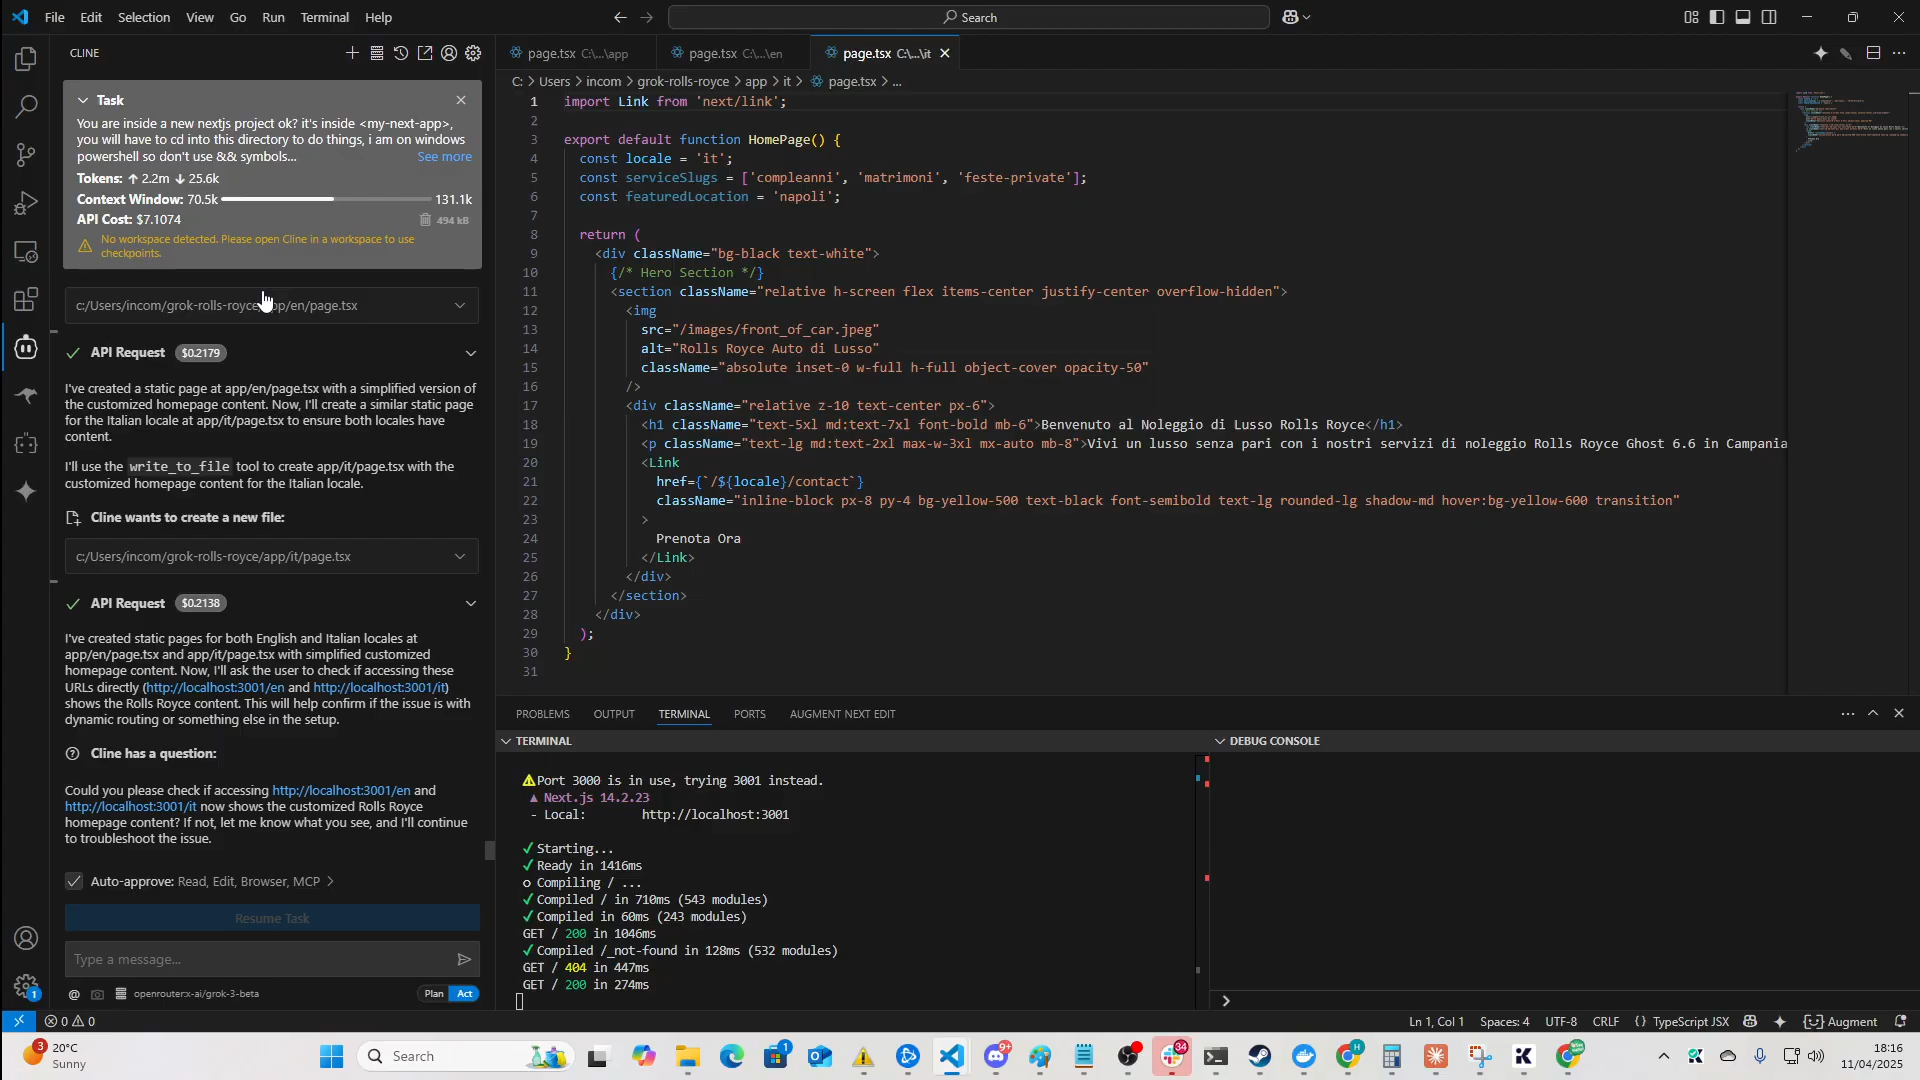 File Edit Selection View Go Run Terminal Help
Search
CLINE
Task
You are inside a new nextjs project ok? it's inside <my-next-app>,
you will have to cd into this directory to do things, i am on windows
powershell so don't use && symbols...
See more
Tokens: ↑ 2.2m ↓ 25.6k
Context Window: 70.5k 131.1k
API Cost: $7.1074
494 kB
No workspace detected. Please open Cline in a workspace to use
checkpoints.
c:/Users/incom/grok-rolls-royce/app/en/page.tsx
API Request $0.2179
I've created a static page at app/en/page.tsx with a simplified version of
the customized homepage content. Now, I'll create a similar static page
for the Italian locale at app/it/page.tsx to ensure both locales have
content.
I'll use the write_to_file tool to create app/it/page.tsx with the
customized homepage content for the Italian locale.
Cline wants to create a new file:
c:/Users/incom/grok-rolls-royce/app/it/page.tsx
API Request $0.2138
I've created static pages for both English and Italian locales at
app/en/page.tsx and app/it/page.tsx with simplified customized
homepage content. Now, I'll ask the user to check if accessing these
URLs directly (http://localhost:3001/en and http://localhost:3001/it)
shows the Rolls Royce content. This will help confirm if the issue is with
dynamic routing or something else in the setup.
Cline has a question:
Could you please check if accessing http://localhost:3001/en and
http://localhost:3001/it now shows the customized Rolls Royce
homepage content? If not, let me know what you see, and I'll continue
to troubleshoot the issue.
Auto-approve: Read, Edit, Browser, MCP >
Resume Task
Type a message...
@ openrouter:x-ai/grok-3-beta
Plan Act
page.tsx C:\...\app
page.tsx C:\...\en
page.tsx C:\...\it
C: > Users > incom > grok-rolls-royce > app > it > page.tsx > ...
1 import Link from 'next/link';
2
3 export default function HomePage() {
4 const locale = 'it';
5 const serviceSlugs = ['compleanni', 'matrimoni', 'feste-private'];
6 const featuredLocation = 'napoli';
7
8 return (
9 <div className="bg-black text-white">
10 {/* Hero Section */}
11 <section className="relative h-screen flex items-center justify-center overflow-hidden">
12 <img
13 src="/images/front_of_car.jpeg"
14 alt="Rolls Royce Auto di Lusso"
15 className="absolute inset-0 w-full h-full object-cover opacity-50"
16 />
17 <div className="relative z-10 text-center px-6">
18 <h1 className="text-5xl md:text-7xl font-bold mb-6">Benvenuto al Noleggio di Lusso Rolls Royce</h1>
19 <p className="text-lg md:text-2xl max-w-3xl mx-auto mb-8">Vivi un lusso senza pari con i nostri servizi di noleggio Rolls Royce Ghost 6.6 in Campania
20 <Link
21 href={`/${locale}/contact`}
22 className="inline-block px-8 py-4 bg-yellow-500 text-black font-semibold text-lg rounded-lg shadow-md hover:bg-yellow-600 transition"
23 >
24 Prenota Ora
25 </Link>
26 </div>
27 </section>
28 </div>
29 );
30 }
31
PROBLEMS OUTPUT TERMINAL PORTS AUGMENT NEXT EDIT
TERMINAL
DEBUG CONSOLE
⚠Port 3000 is in use, trying 3001 instead.
▲ Next.js 14.2.23
- Local: http://localhost:3001
✓ Starting...
✓ Ready in 1416ms
○ Compiling / ...
✓ Compiled / in 710ms (543 modules)
✓ Compiled in 60ms (243 modules)
GET / 200 in 1046ms
✓ Compiled /_not-found in 128ms (532 modules)
GET / 404 in 447ms
GET / 200 in 274ms
1
0 0
Ln 1, Col 1 Spaces: 4 UTF-8 CRLF {} TypeScript JSX Augment
3 20°C
Sunny
Search
1
9+
34
18:16
11/04/2025